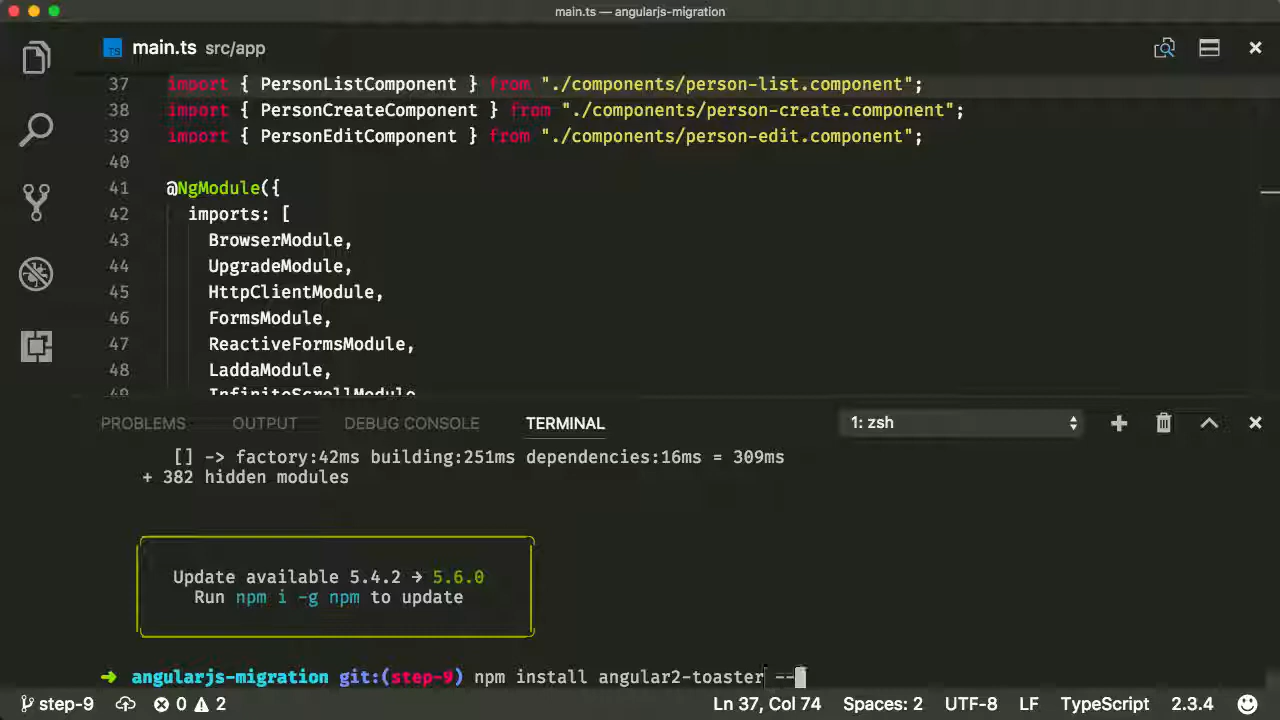 main.ts — angularjs-migration
TS main.ts src/app
37 import { PersonListComponent } from "./components/person-list.component";
38 import { PersonCreateComponent } from "./components/person-create.component";
39 import { PersonEditComponent } from "./components/person-edit.component";
40
41 @NgModule({
42 imports: [
43 BrowserModule,
44 UpgradeModule,
45 HttpClientModule,
46 FormsModule,
47 ReactiveFormsModule,
48 LaddaModule,
49 InfiniteScrollModule
PROBLEMS OUTPUT DEBUG CONSOLE TERMINAL 1: zsh
[] -> factory:42ms building:251ms dependencies:16ms = 309ms
+ 382 hidden modules
Update available 5.4.2 → 5.6.0
Run npm i -g npm to update
➜ angularjs-migration git:(step-9) npm install angular2-toaster --
step-9 0 2 Ln 37, Col 74 Spaces: 2 UTF-8 LF TypeScript 2.3.4